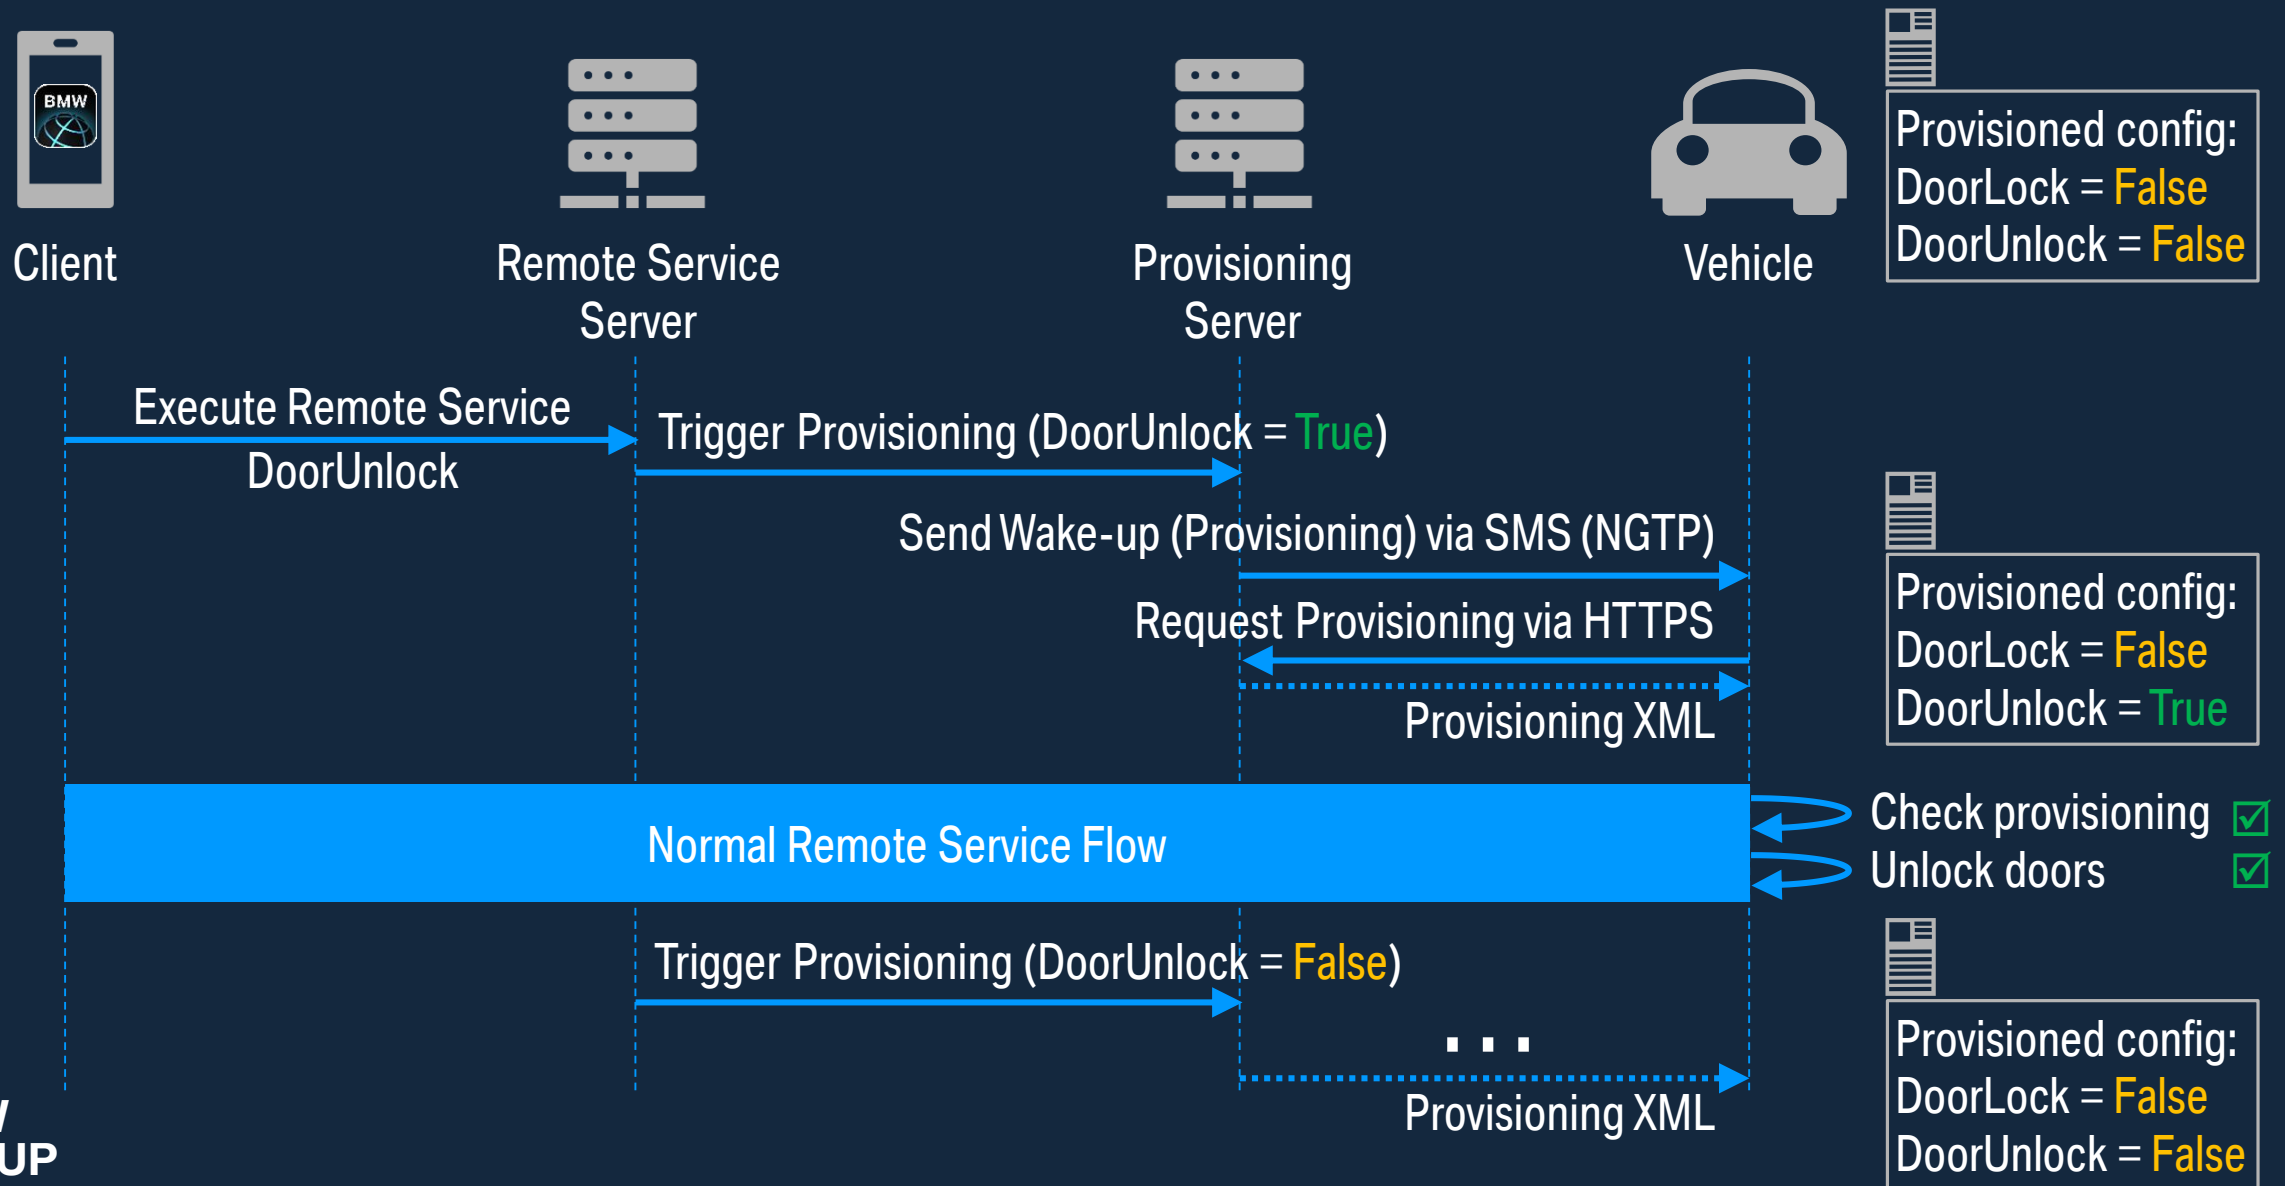 BMW
Client
Remote Service
Server
Provisioning
Server
Vehicle
Provisioned config:
DoorLock = False
DoorUnlock = False
Execute Remote Service
DoorUnlock
Trigger Provisioning (DoorUnlock = True)
Send Wake-up (Provisioning) via SMS (NGTP)
Request Provisioning via HTTPS
Provisioning XML
Provisioned config:
DoorLock = False
DoorUnlock = True
Normal Remote Service Flow
Check provisioning ☑
Unlock doors ☑
Trigger Provisioning (DoorUnlock = False)
...
Provisioning XML
Provisioned config:
DoorLock = False
DoorUnlock = False
UP